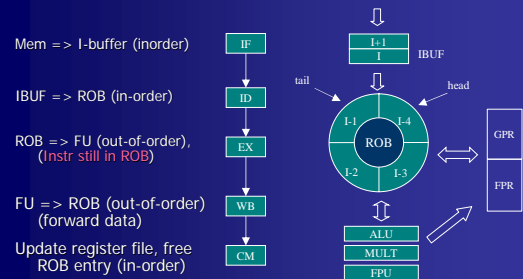 Mem => I-buffer (inorder)
IBUF => ROB (in-order)
ROB => FU (out-of-order),
(Instr still in ROB)
FU => ROB (out-of-order)
(forward data)
Update register file, free
ROB entry (in-order)
IF
ID
EX
WB
CM
I+1
I
IBUF
tail
head
I-1
I-4
ROB
I-2
I-3
GPR
FPR
ALU
MULT
FPU